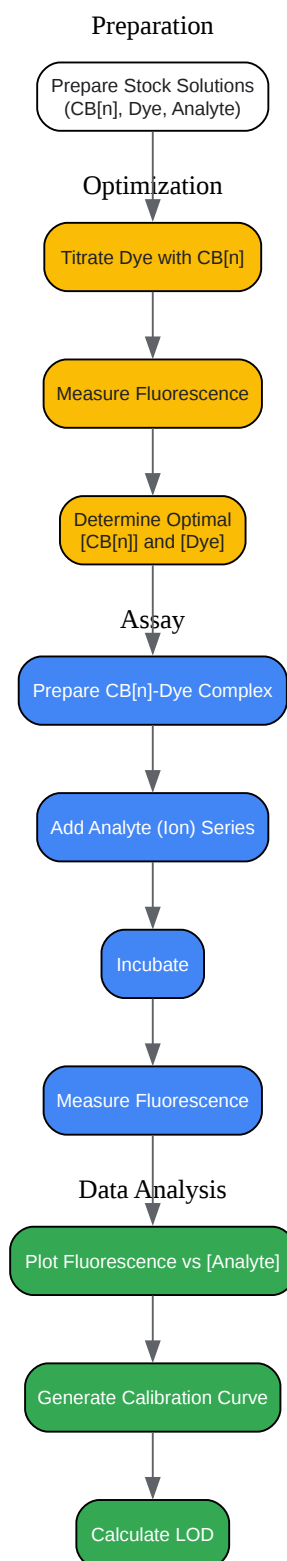 Preparation
Prepare Stock Solutions
(CB[n], Dye, Analyte)
Optimization
Titrate Dye with CB[n]
Measure Fluorescence
Determine Optimal
[CB[n]] and [Dye]
Assay
Prepare CB[n]-Dye Complex
Add Analyte (Ion) Series
Incubate
Measure Fluorescence
Data Analysis
Plot Fluorescence vs [Analyte]
Generate Calibration Curve
Calculate LOD